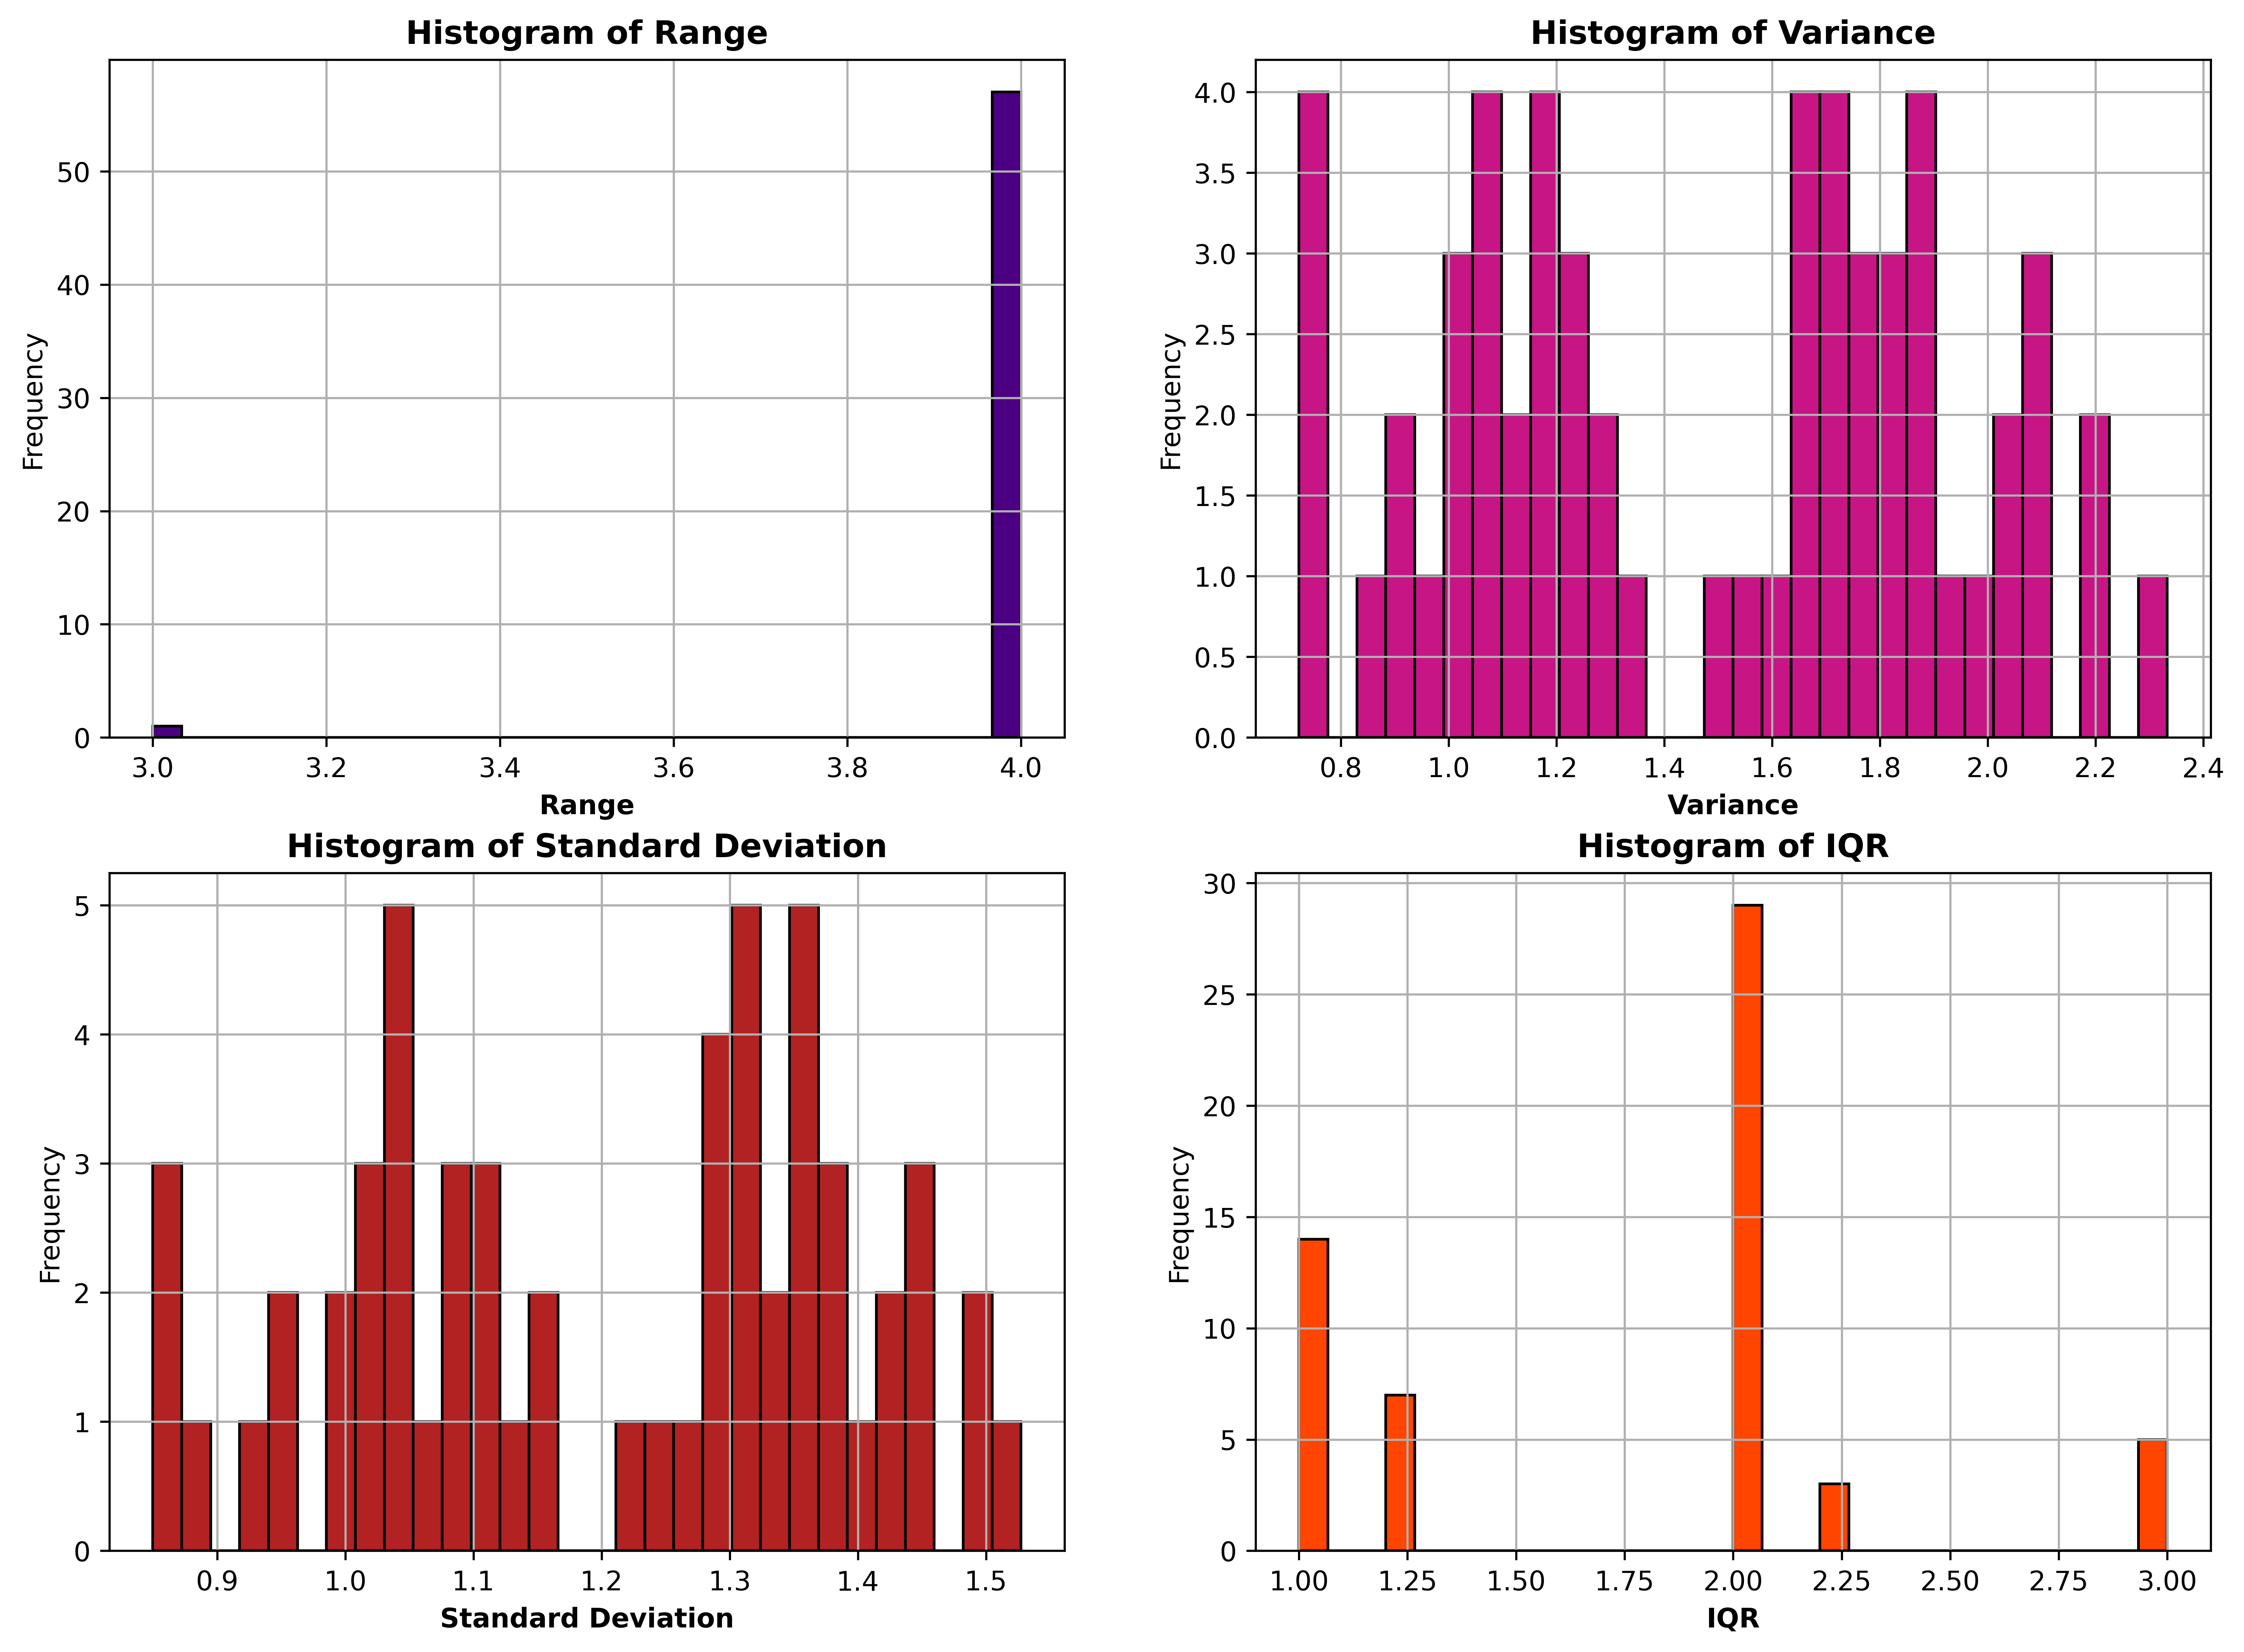 Histogram of Range
Frequency
50
40
30
20
10
0
3.0 3.2 3.4 3.6 3.8 4.0
Range
Histogram of Variance
Frequency
4.0
3.5
3.0
2.5
2.0
1.5
1.0
0.5
0.0
0.8 1.0 1.2 1.4 1.6 1.8 2.0 2.2 2.4
Variance
Histogram of Standard Deviation
Frequency
5
4
3
2
1
0
0.9 1.0 1.1 1.2 1.3 1.4 1.5
Standard Deviation
Histogram of IQR
Frequency
30
25
20
15
10
5
0
1.00 1.25 1.50 1.75 2.00 2.25 2.50 2.75 3.00
IQR